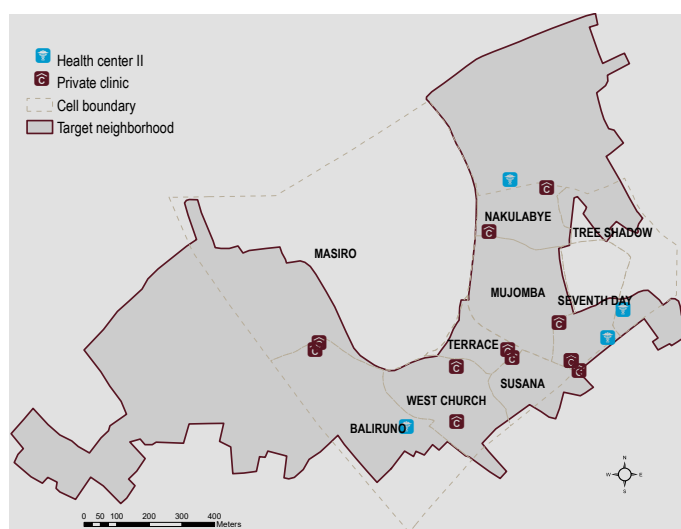 Health center II
Private clinic
Cell boundary
Target neighborhood
NAKULABYE
TREE SHADOW
MASIRO
MUJOMBA
SEVENTH DAY
TERRACE
SUSANA
WEST CHURCH
BALIRUNO
N
W E
S
0 50 100 200 300 400
Meters